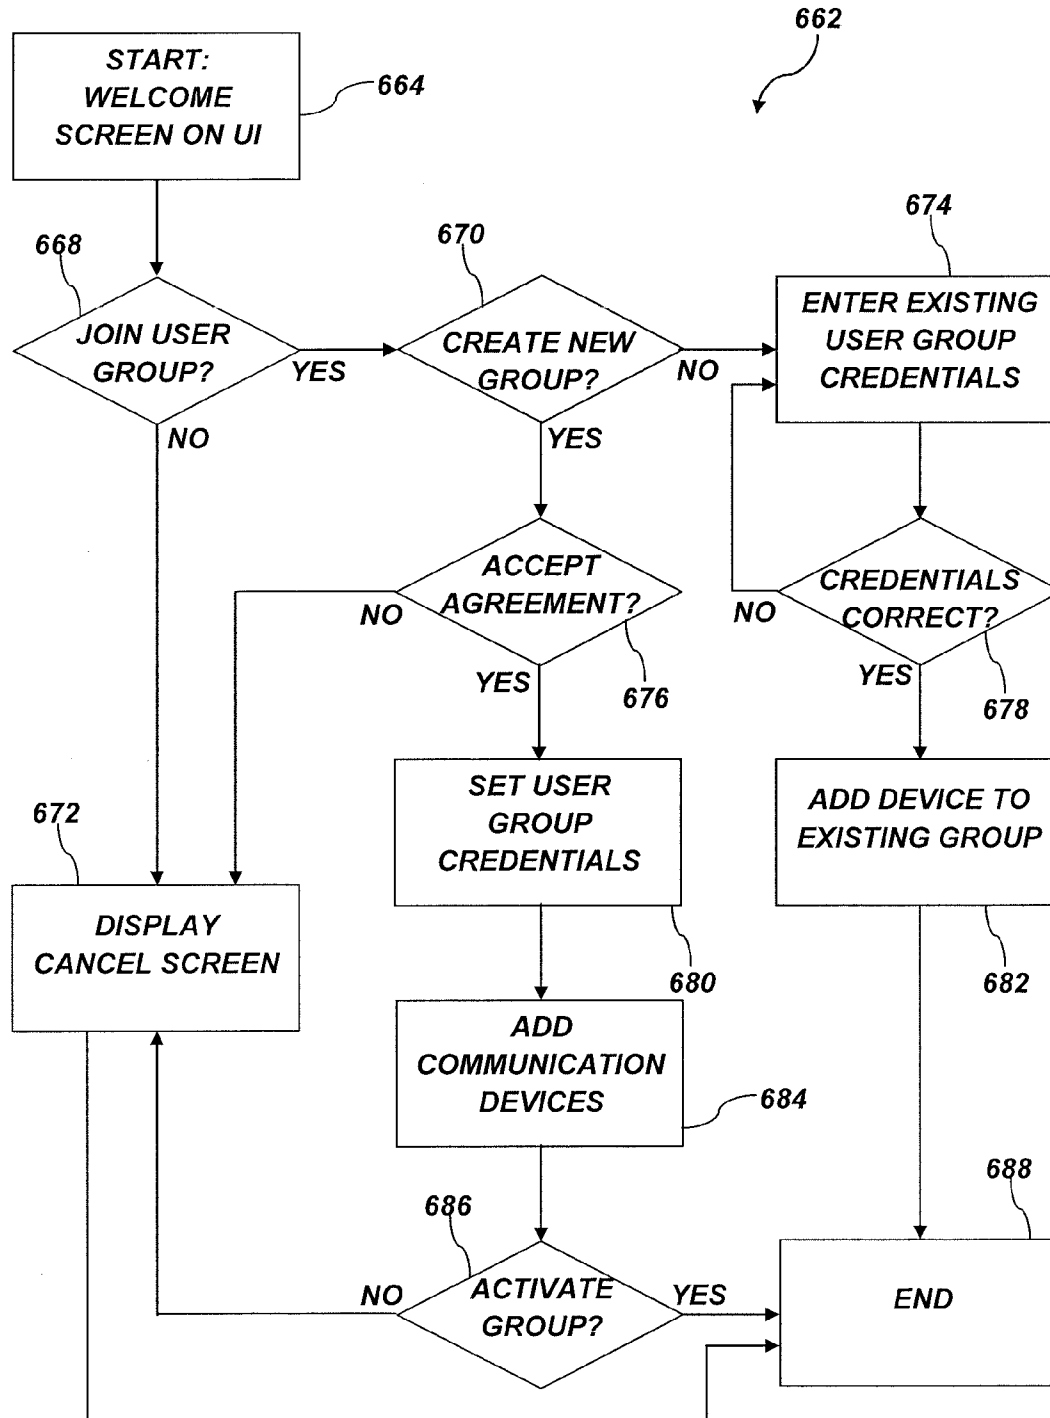 662
START:
WELCOME
SCREEN ON UI
664
674
670
668
ENTER EXISTING
USER GROUP
CREDENTIALS
JOIN USER
GROUP?
CREATE NEW
GROUP?
YES
NO
NO
YES
ACCEPT
AGREEMENT?
CREDENTIALS
CORRECT?
NO
NO
YES
YES
676
678
SET USER
GROUP
CREDENTIALS
ADD DEVICE TO
EXISTING GROUP
672
DISPLAY
CANCEL SCREEN
680
682
ADD
COMMUNICATION
DEVICES
684
688
686
NO
ACTIVATE
GROUP?
YES
END